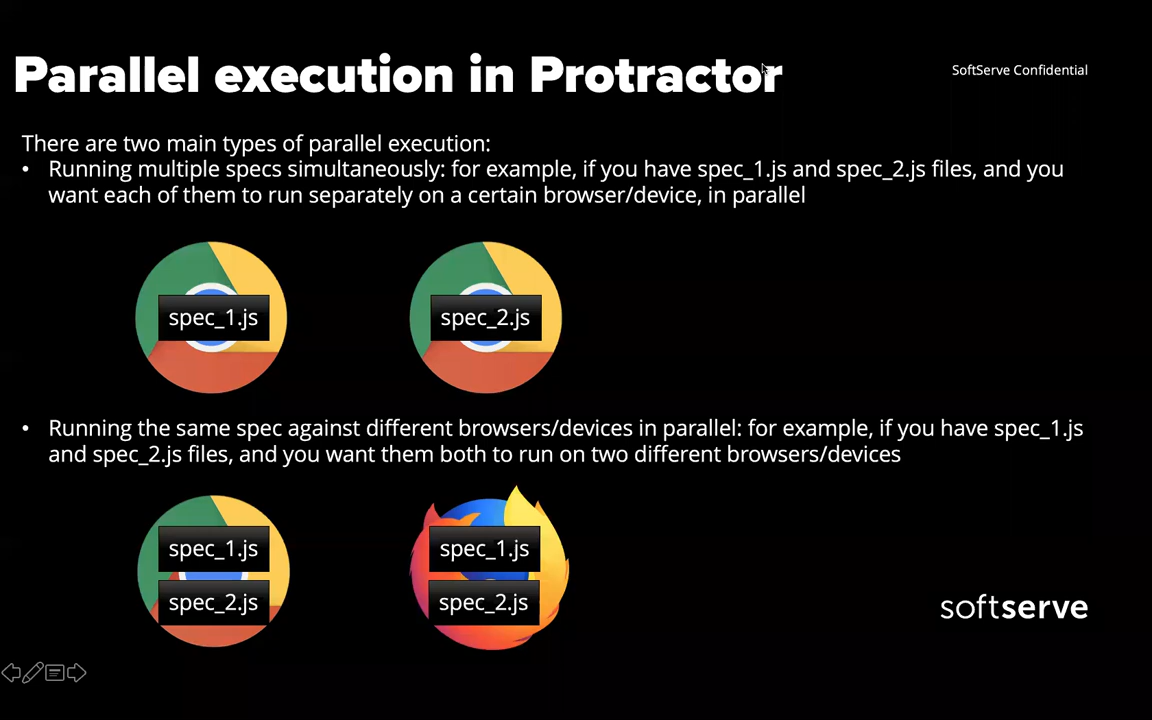 Parallel execution in Protractor
SoftServe Confidential
There are two main types of parallel execution:
• Running multiple specs simultaneously: for example, if you have spec_1.js and spec_2.js files, and you
want each of them to run separately on a certain browser/device, in parallel
spec_1.js
spec_2.js
• Running the same spec against different browsers/devices in parallel: for example, if you have spec_1.js
and spec_2.js files, and you want them both to run on two different browsers/devices
spec_1.js
spec_1.js
spec_2.js
spec_2.js
softserve